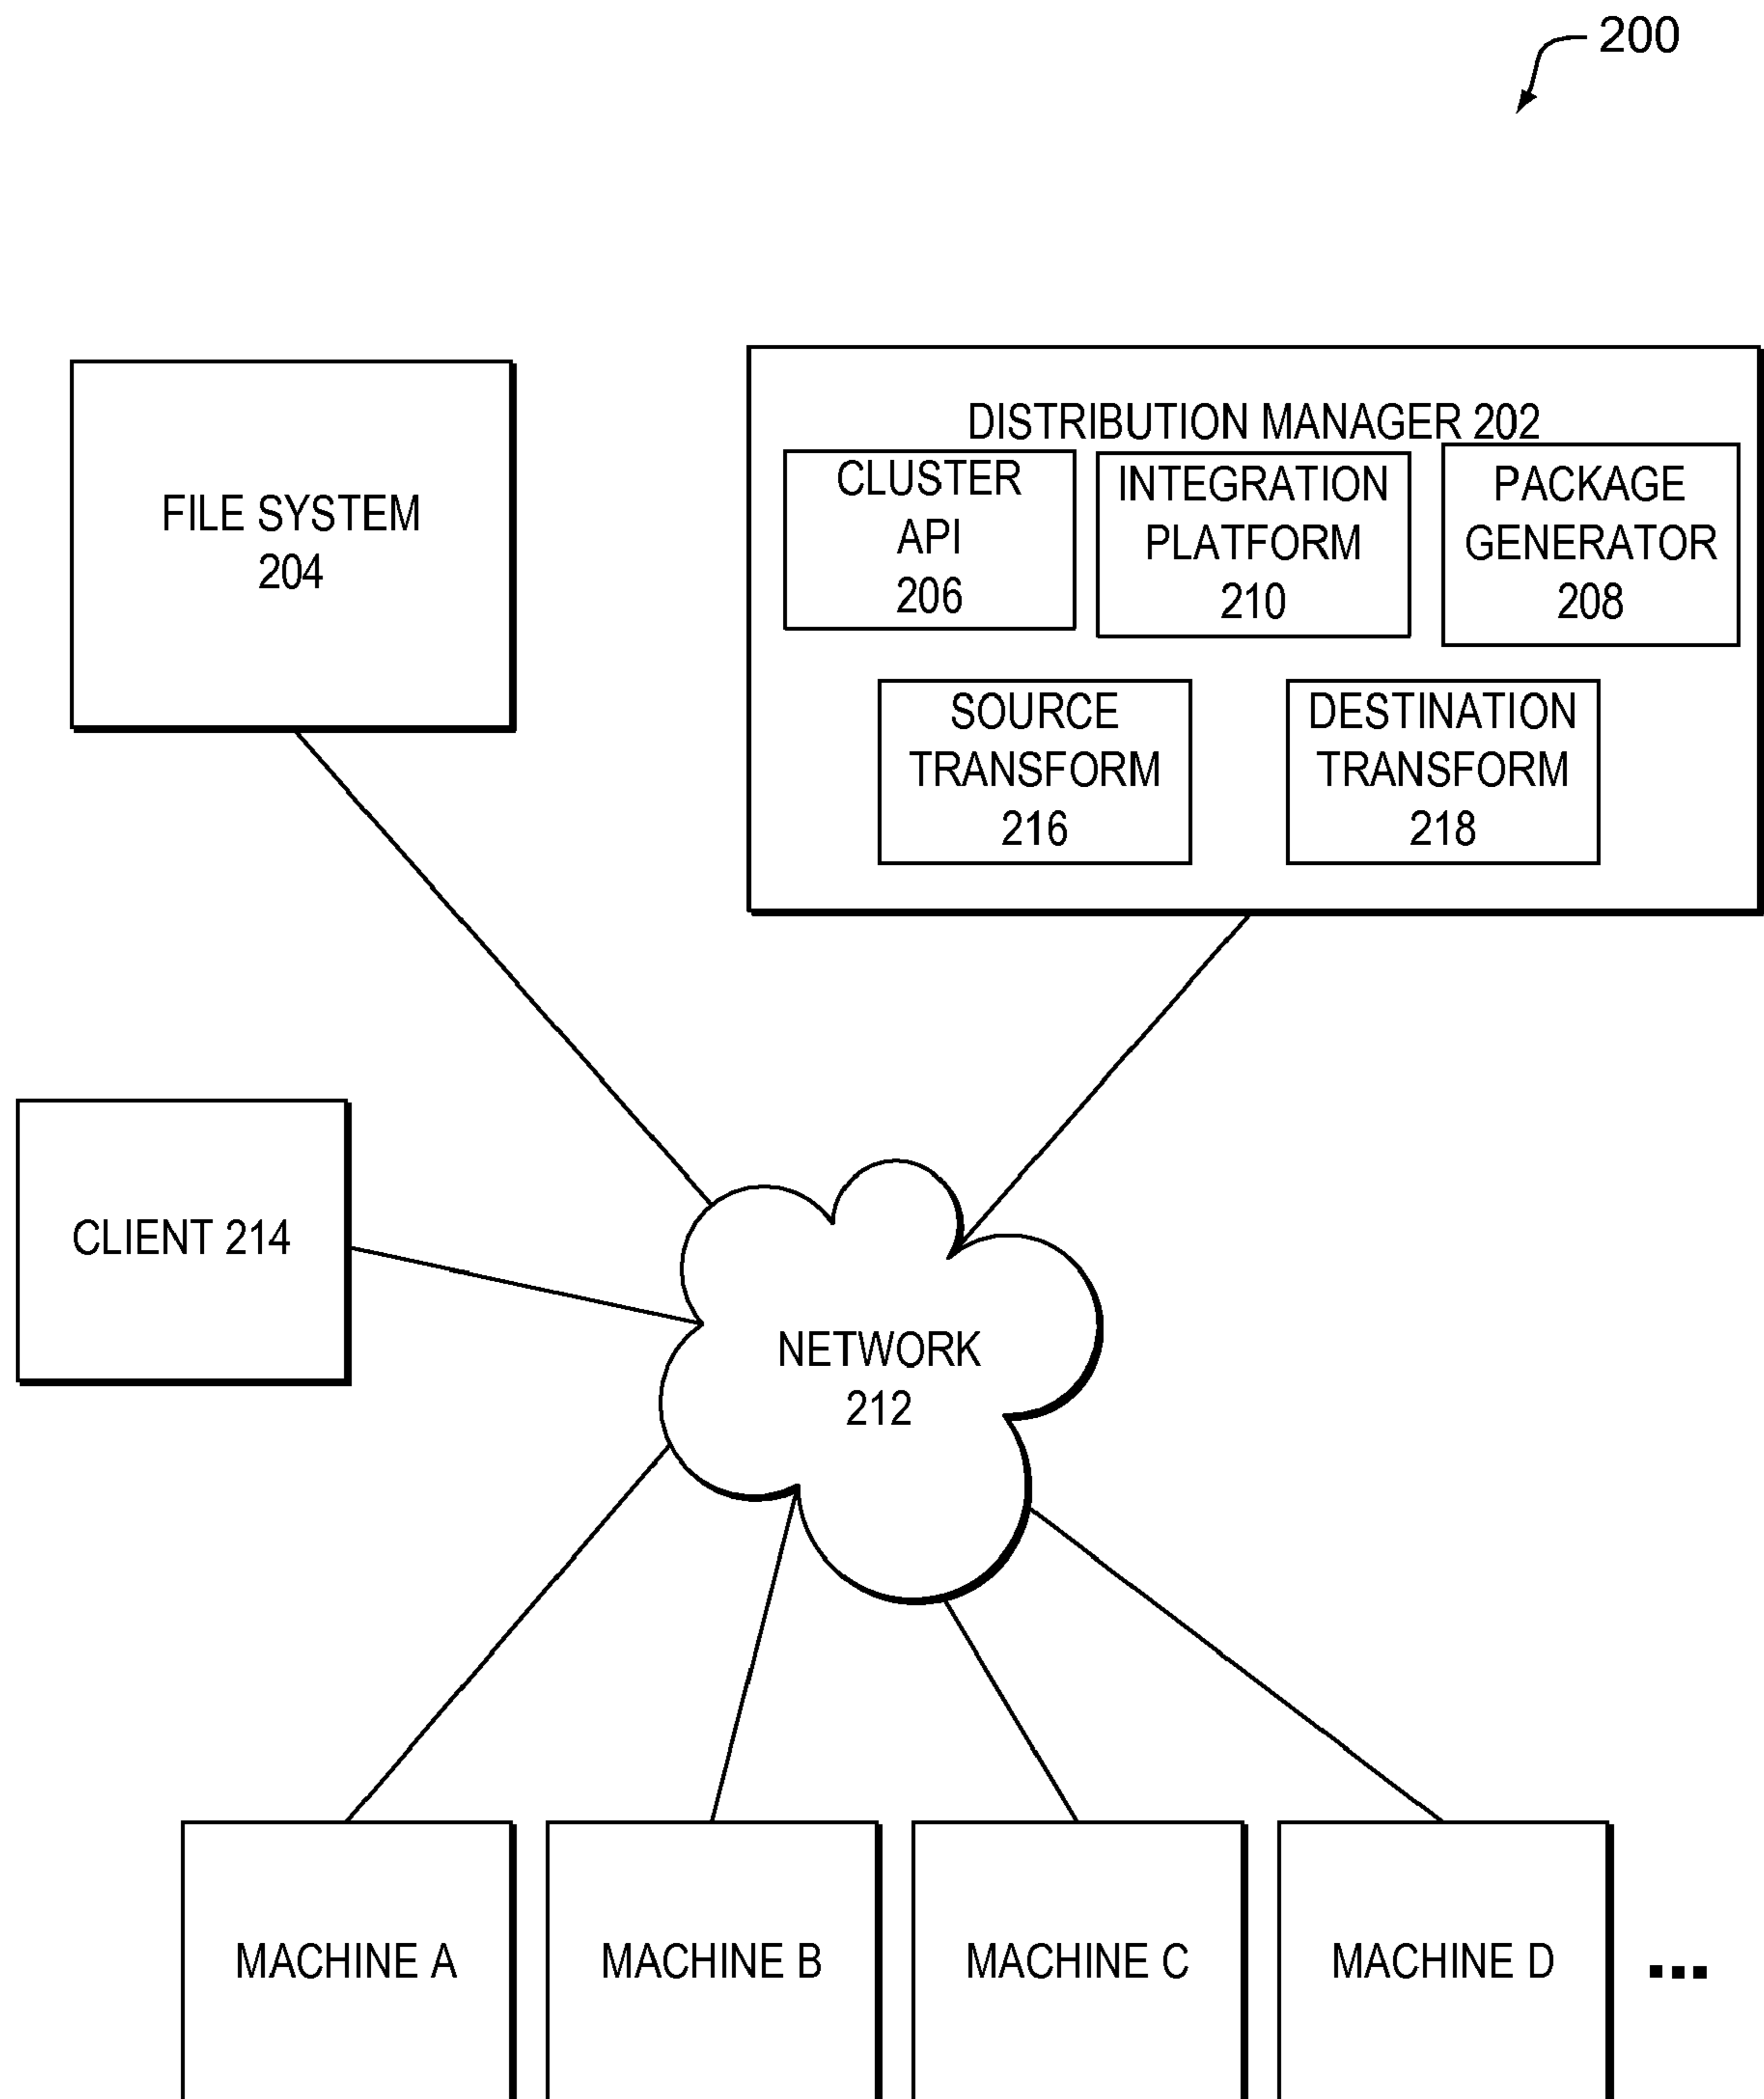 200
FILE SYSTEM
204
DISTRIBUTION MANAGER 202
CLUSTER
API
206
INTEGRATION
PLATFORM
210
PACKAGE
GENERATOR
208
SOURCE
TRANSFORM
216
DESTINATION
TRANSFORM
218
CLIENT 214
NETWORK
212
MACHINE A
MACHINE B
MACHINE C
MACHINE D
...